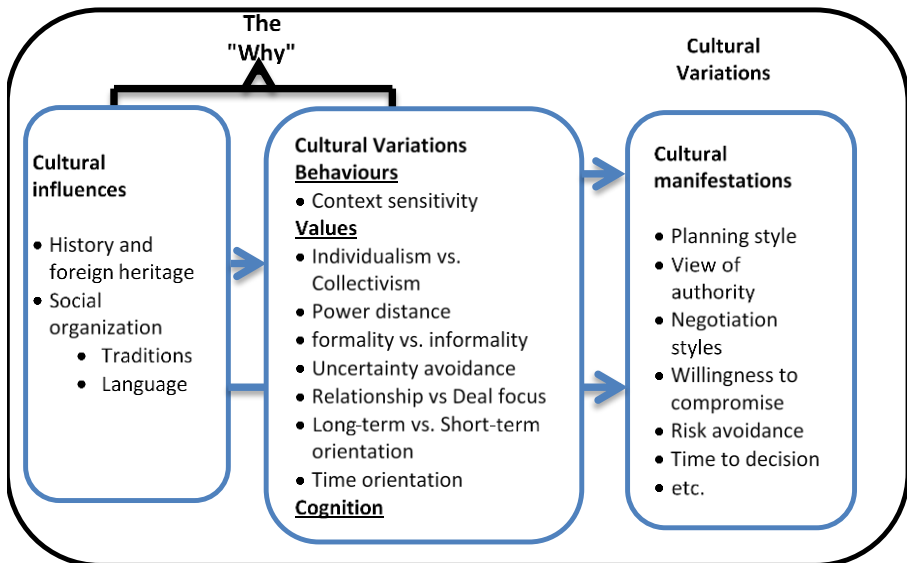 The
"Why"
Cultural
Variations
Cultural
influences
• History and
foreign heritage
• Social
organization
• Traditions
• Language
Cultural Variations
Behaviours
• Context sensitivity
Values
• Individualism vs.
Collectivism
• Power distance
• formality vs. informality
• Uncertainty avoidance
• Relationship vs Deal focus
• Long-term vs. Short-term
orientation
• Time orientation
Cognition
Cultural
manifestations
• Planning style
• View of
authority
• Negotiation
styles
• Willingness to
compromise
• Risk avoidance
• Time to decision
• etc.